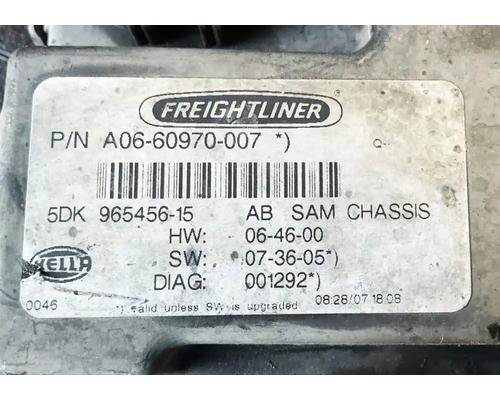 FREIGHTLINER
P/N A06-60970-007 *)
5DK 965456-15 AB SAM CHASSIS
HW: 06-46-00
SW: 07-36-05*)
HELLA
DIAG: 001292*)
0046 *) valid unless SW is upgraded 08/28/07 18:08